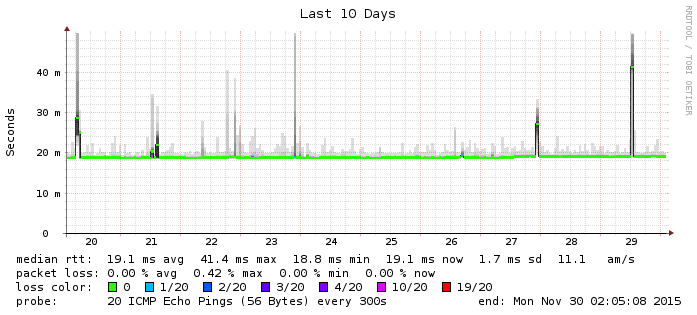 Last 10 Days
RRDTOOL / TOBI OETIKER
Seconds
40 m
30 m
20 m
10 m
0
20 21 22 23 24 25 26 27 28 29
median rtt: 19.1 ms avg 41.4 ms max 18.8 ms min 19.1 ms now 1.7 ms sd 11.1 am/s
packet loss: 0.00 % avg 0.42 % max 0.00 % min 0.00 % now
loss color: 0 1/20 2/20 3/20 4/20 10/20 19/20
probe: 20 ICMP Echo Pings (56 Bytes) every 300s end: Mon Nov 30 02:05:08 2015